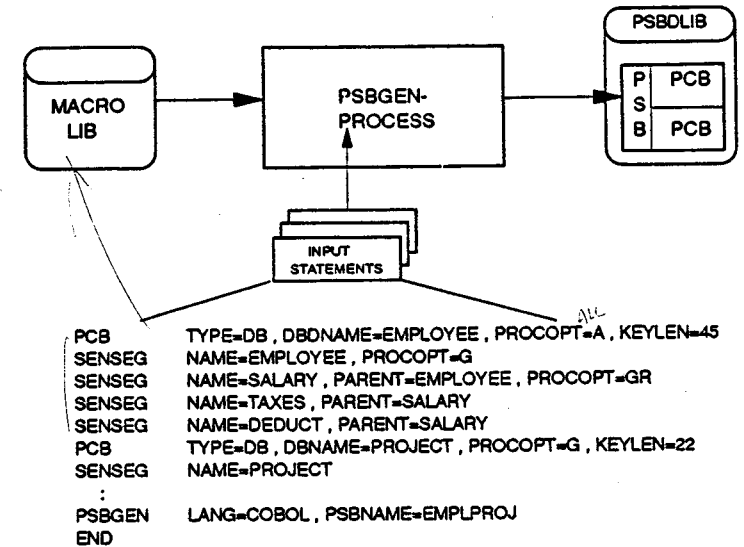 PSBDLIB
MACRO
LIB
PSBGEN-
PROCESS
P
S
B
PCB
PCB
INPUT
STATEMENTS
ALL
PCB TYPE=DB , DBDNAME=EMPLOYEE , PROCOPT=A , KEYLEN=45
SENSEG NAME=EMPLOYEE , PROCOPT=G
SENSEG NAME=SALARY , PARENT=EMPLOYEE , PROCOPT=GR
SENSEG NAME=TAXES , PARENT=SALARY
SENSEG NAME=DEDUCT , PARENT=SALARY
PCB TYPE=DB , DBNAME=PROJECT , PROCOPT=G , KEYLEN=22
SENSEG NAME=PROJECT
:
PSBGEN LANG=COBOL , PSBNAME=EMPLPROJ
END